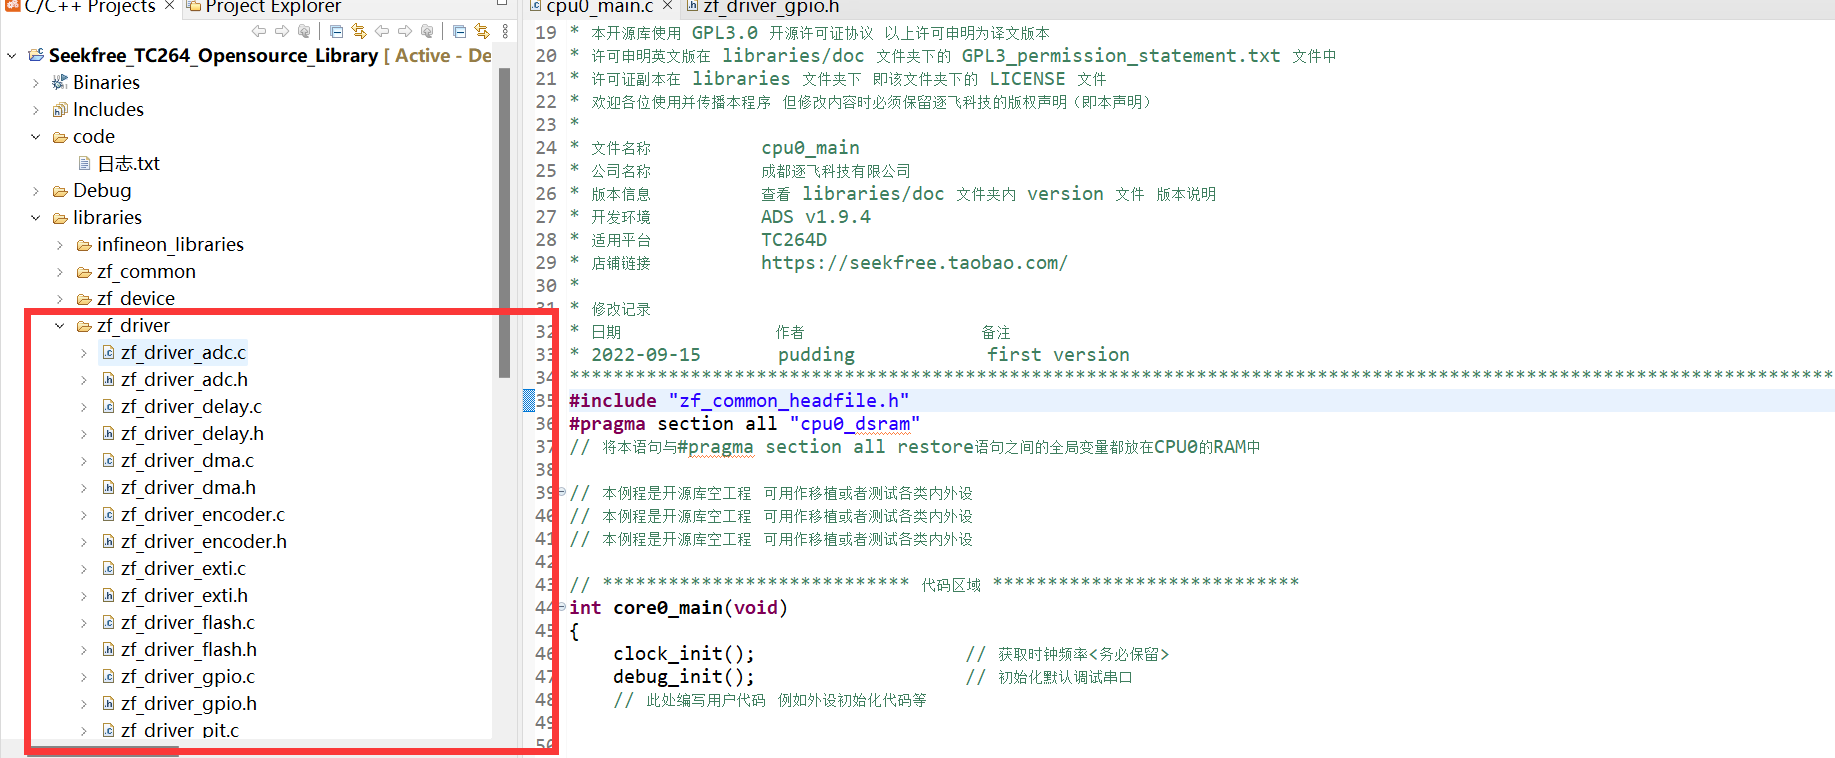 C/C++ Projects
Project Explorer
Seekfree_TC264_Opensource_Library [ Active - De
Binaries
Includes
code
日志.txt
Debug
libraries
infineon_libraries
zf_common
zf_device
zf_driver
zf_driver_adc.c
zf_driver_adc.h
zf_driver_delay.c
zf_driver_delay.h
zf_driver_dma.c
zf_driver_dma.h
zf_driver_encoder.c
zf_driver_encoder.h
zf_driver_exti.c
zf_driver_exti.h
zf_driver_flash.c
zf_driver_flash.h
zf_driver_gpio.c
zf_driver_gpio.h
zf_driver_pit.c
cpu0_main.c
zf_driver_gpio.h
19 * 本开源库使用 GPL3.0 开源许可证协议 以上许可申明为译文版本
20 * 许可申明英文版在 libraries/doc 文件夹下的 GPL3_permission_statement.txt 文件中
21 * 许可证副本在 libraries 文件夹下 即该文件夹下的 LICENSE 文件
22 * 欢迎各位使用并传播本程序 但修改内容时必须保留逐飞科技的版权声明（即本声明）
23 *
24 * 文件名称 cpu0_main
25 * 公司名称 成都逐飞科技有限公司
26 * 版本信息 查看 libraries/doc 文件夹内 version 文件 版本说明
27 * 开发环境 ADS v1.9.4
28 * 适用平台 TC264D
29 * 店铺链接 https://seekfree.taobao.com/
30 *
31 * 修改记录
32 * 日期 作者 备注
33 * 2022-09-15 pudding first version
34 *******************************************************************************************************************
35 #include "zf_common_headfile.h"
36 #pragma section all "cpu0_dsram"
37 // 将本语句与#pragma section all restore语句之间的全局变量都放在CPU0的RAM中
38
39 // 本例程是开源库空工程 可用作移植或者测试各类内外设
40 // 本例程是开源库空工程 可用作移植或者测试各类内外设
41 // 本例程是开源库空工程 可用作移植或者测试各类内外设
42
43 // **************************** 代码区域 ****************************
44 int core0_main(void)
45 {
46 clock_init(); // 获取时钟频率<务必保留>
47 debug_init(); // 初始化默认调试串口
48 // 此处编写用户代码 例如外设初始化代码等
49
50